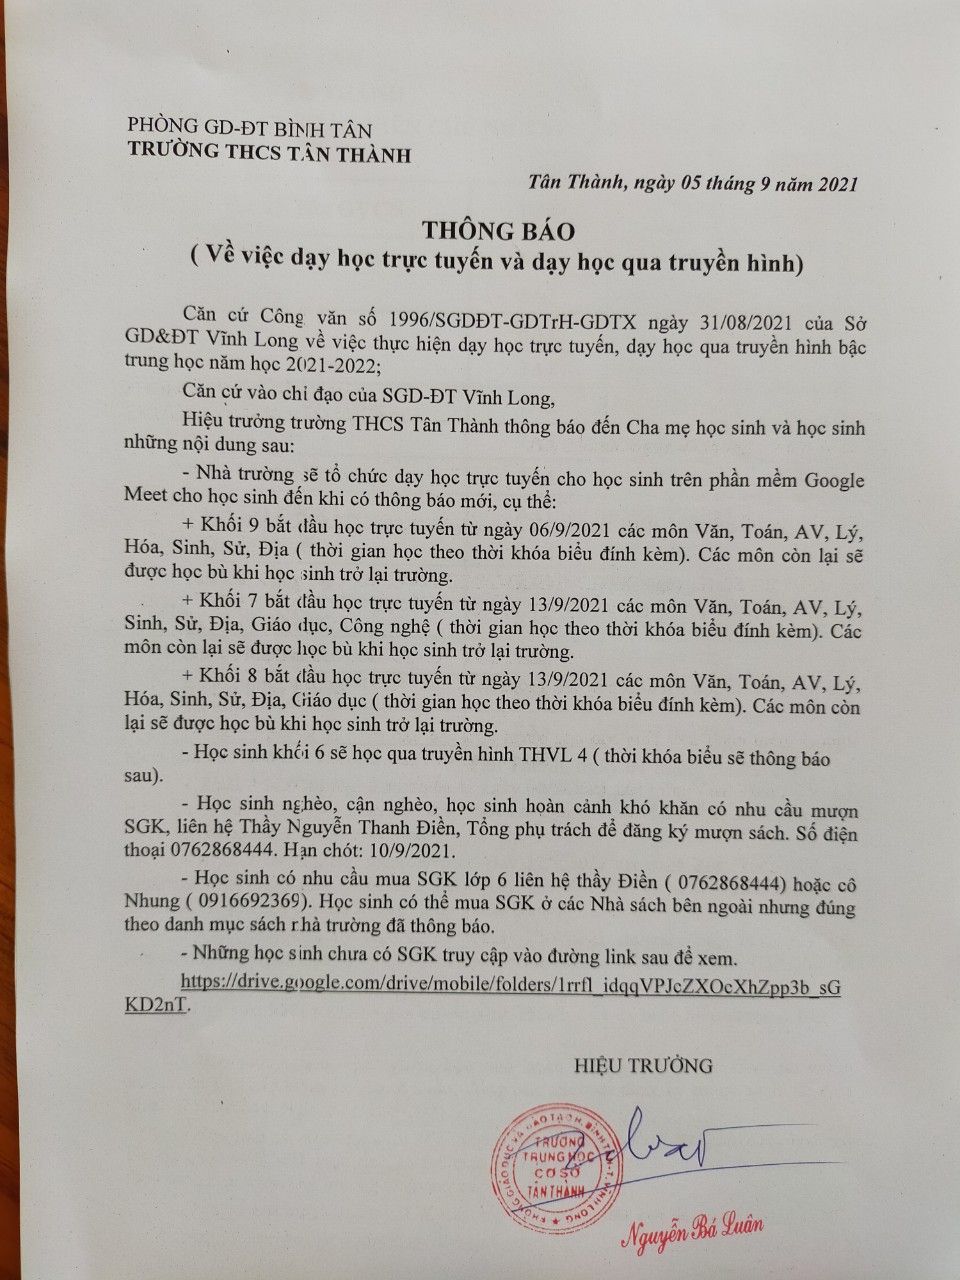 PHÒNG GD-ĐT BÌNH TÂN
TRƯỜNG THCS TÂN THÀNH
Tân Thành, ngày 05 tháng 9 năm 2021
THÔNG BÁO
( Về việc dạy học trực tuyến và dạy học qua truyền hình)
Căn cứ Công văn số 1996/SGDĐT-GDTrH-GDTX ngày 31/08/2021 của Sở
GD&ĐT Vĩnh Long về việc thực hiện dạy học trực tuyến, dạy học qua truyền hình bậc
trung học năm học 2021-2022;
Căn cứ vào chỉ đạo của SGD-ĐT Vĩnh Long,
Hiệu trưởng trường THCS Tân Thành thông báo đến Cha mẹ học sinh và học sinh
những nội dung sau:
- Nhà trường sẽ tổ chức dạy học trực tuyến cho học sinh trên phần mềm Google
Meet cho học sinh đến khi có thông báo mới, cụ thể:
+ Khối 9 bắt đầu học trực tuyến từ ngày 06/9/2021 các môn Văn, Toán, AV, Lý,
Hóa, Sinh, Sử, Địa ( thời gian học theo thời khóa biểu đính kèm). Các môn còn lại sẽ
được học bù khi học sinh trở lại trường.
+ Khối 7 bắt đầu học trực tuyến từ ngày 13/9/2021 các môn Văn, Toán, AV, Lý,
Sinh, Sử, Địa, Giáo dục, Công nghệ ( thời gian học theo thời khóa biểu đính kèm). Các
môn còn lại sẽ được học bù khi học sinh trở lại trường.
+ Khối 8 bắt đầu học trực tuyến từ ngày 13/9/2021 các môn Văn, Toán, AV, Lý,
Hóa, Sinh, Sử, Địa, Giáo dục ( thời gian học theo thời khóa biểu đính kèm). Các môn còn
lại sẽ được học bù khi học sinh trở lại trường.
- Học sinh khối 6 sẽ học qua truyền hình THVL 4 ( thời khóa biểu sẽ thông báo
sau).
- Học sinh nghèo, cận nghèo, học sinh hoàn cảnh khó khăn có nhu cầu mượn
SGK, liên hệ Thầy Nguyễn Thanh Điền, Tổng phụ trách để đăng ký mượn sách. Số điện
thoại 0762868444. Hạn chót: 10/9/2021.
- Học sinh có nhu cầu mua SGK lớp 6 liên hệ thầy Điền ( 0762868444) hoặc cô
Nhung ( 0916692369). Học sinh có thể mua SGK ở các Nhà sách bên ngoài nhưng đúng
theo danh mục sách nhà trường đã thông báo.
- Những học sinh chưa có SGK truy cập vào đường link sau để xem.
https://drive.google.com/drive/mobile/folders/1rrfl_idqqVPJcZXOcXhZpp3b_sG
KD2nT.
HIỆU TRƯỞNG
PHÒNG GIÁO DỤC VÀ ĐÀO TẠO H. BÌNH TÂN - T. VĨNH LONG
TRƯỜNG
TRUNG HỌC
CƠ SỞ
TÂN THÀNH
Nguyễn Bá Luân